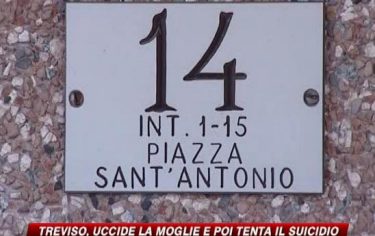 14
INT. 1-15
PIAZZA
SANT'ANTONIO
TREVISO, UCCIDE LA MOGLIE E POI TENTA IL SUICIDIO